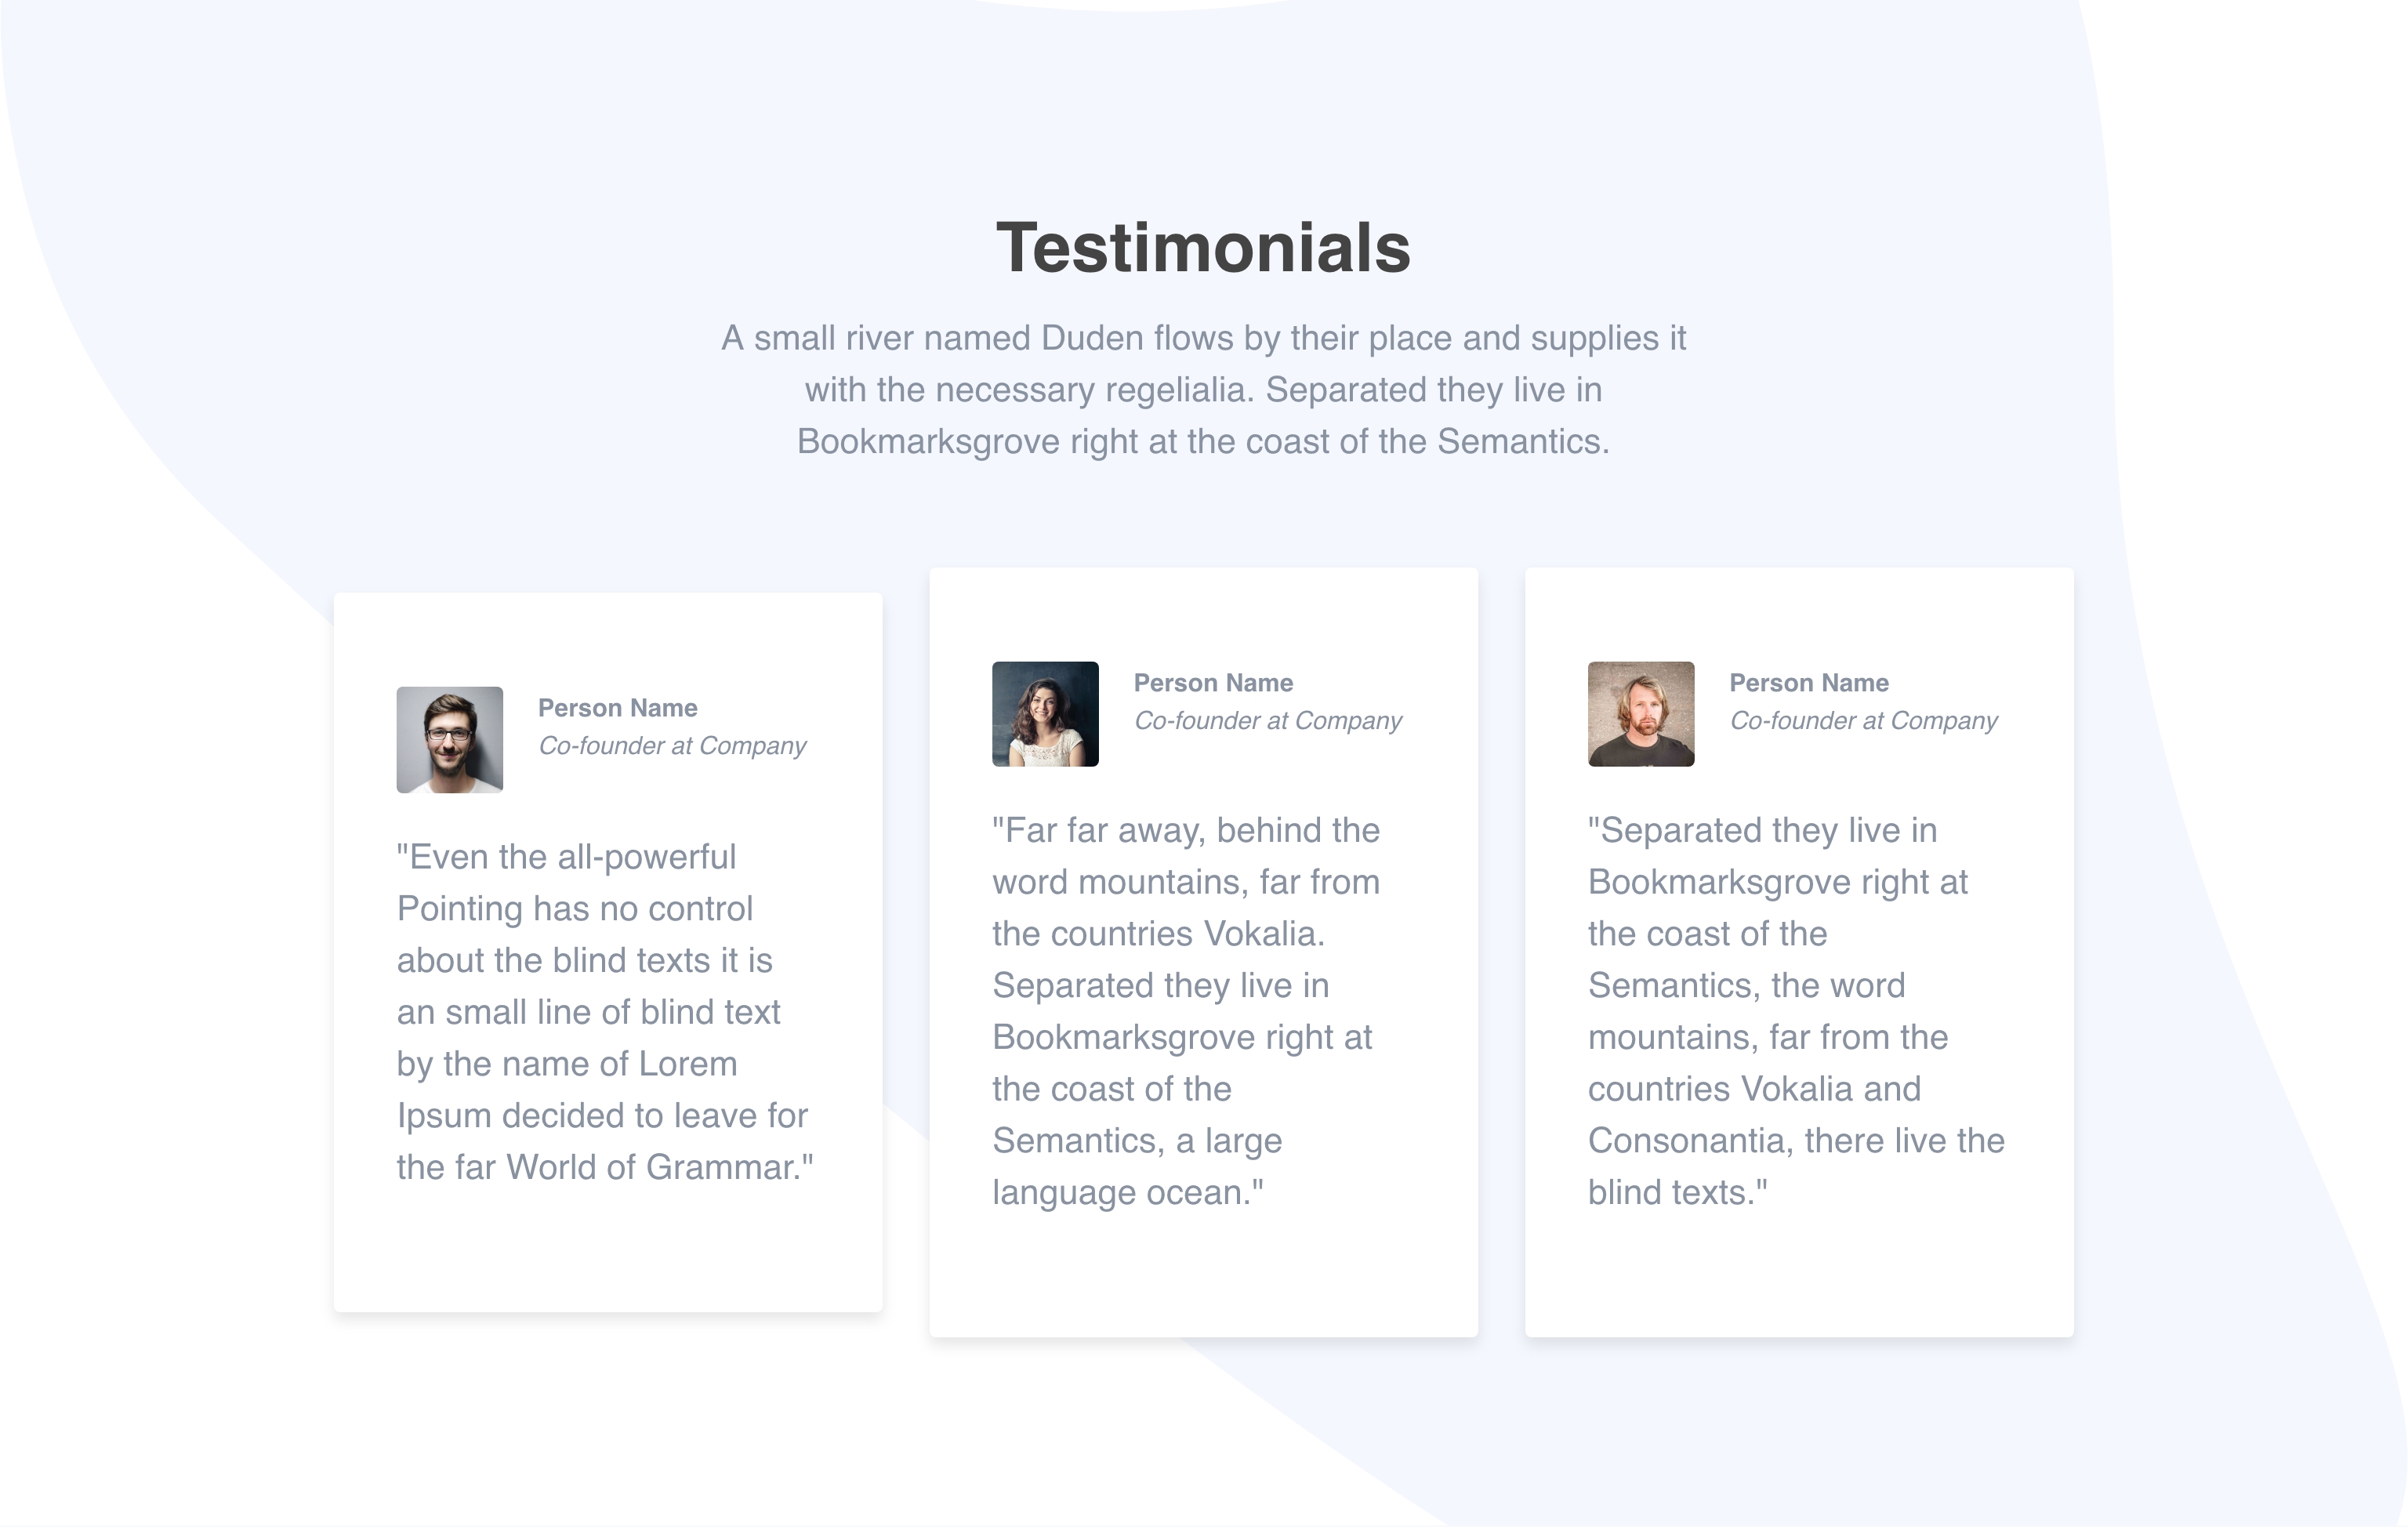 Testimonials
A small river named Duden flows by their place and supplies it
with the necessary regelialia. Separated they live in
Bookmarksgrove right at the coast of the Semantics.
Person Name
Co-founder at Company
"Even the all-powerful
Pointing has no control
about the blind texts it is
an small line of blind text
by the name of Lorem
Ipsum decided to leave for
the far World of Grammar."
Person Name
Co-founder at Company
"Far far away, behind the
word mountains, far from
the countries Vokalia.
Separated they live in
Bookmarksgrove right at
the coast of the
Semantics, a large
language ocean."
Person Name
Co-founder at Company
"Separated they live in
Bookmarksgrove right at
the coast of the
Semantics, the word
mountains, far from the
countries Vokalia and
Consonantia, there live the
blind texts."